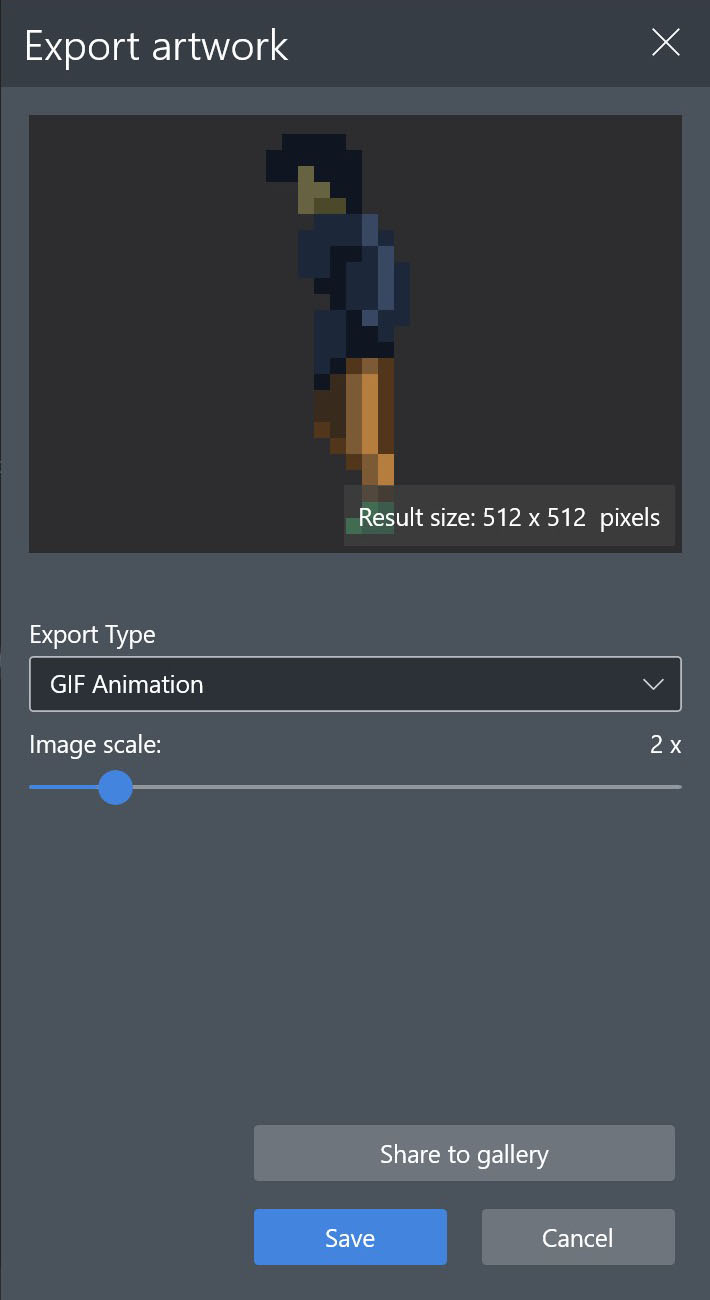 Export artwork
Result size: 512 x 512 pixels
Export Type
GIF Animation
Image scale:
2 x
Share to gallery
Save
Cancel